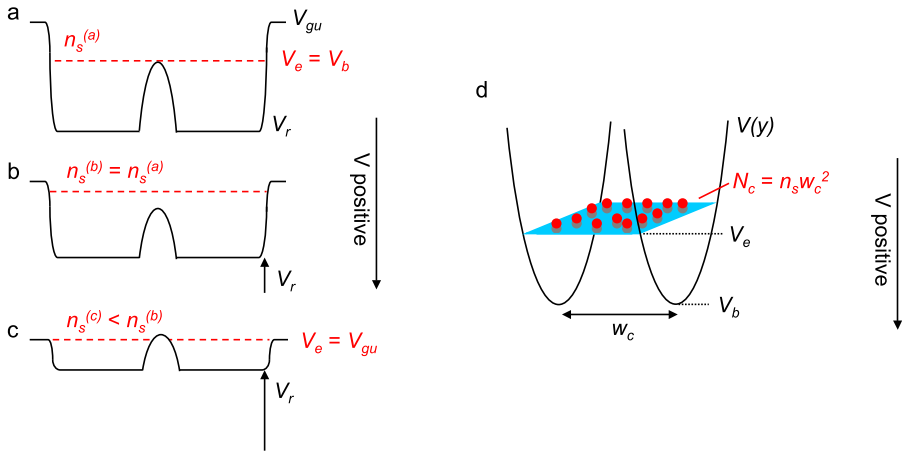 a
V_gu
n_s^(a)
V_e = V_b
V_r
b
n_s^(b) = n_s^(a)
V_r
c
n_s^(c) < n_s^(b)
V_e = V_gu
V_r
V positive
d
V(y)
N_c = n_s w_c^2
V_e
V_b
w_c
V positive